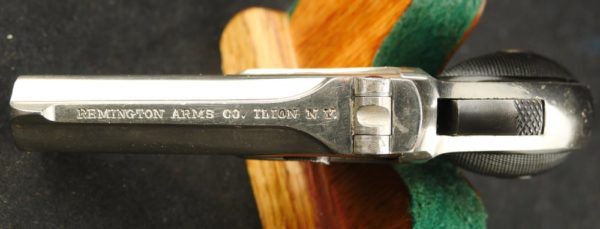 REMINGTON ARMS CO. ILION N.Y.